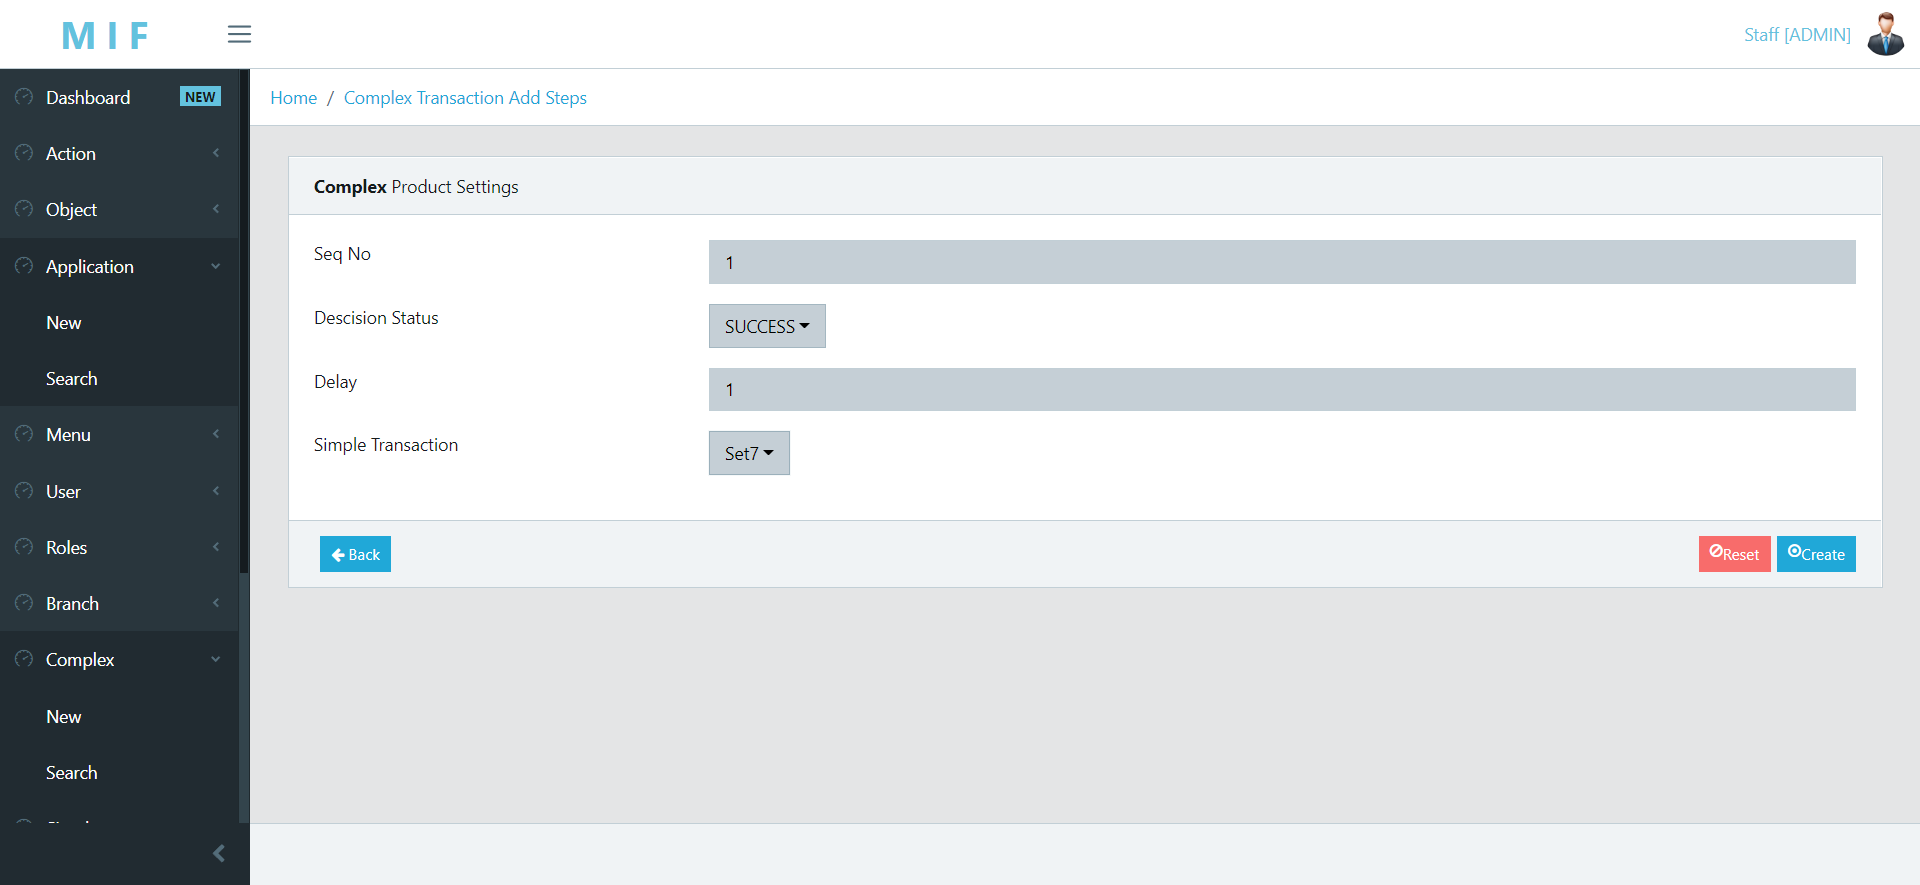 M I F
Staff [ADMIN]
Dashboard NEW
Action
Object
Application
New
Search
Menu
User
Roles
Branch
Complex
New
Search
Home / Complex Transaction Add Steps
Complex Product Settings
Seq No 1
Descision Status SUCCESS
Delay 1
Simple Transaction Set7
Back Reset Create